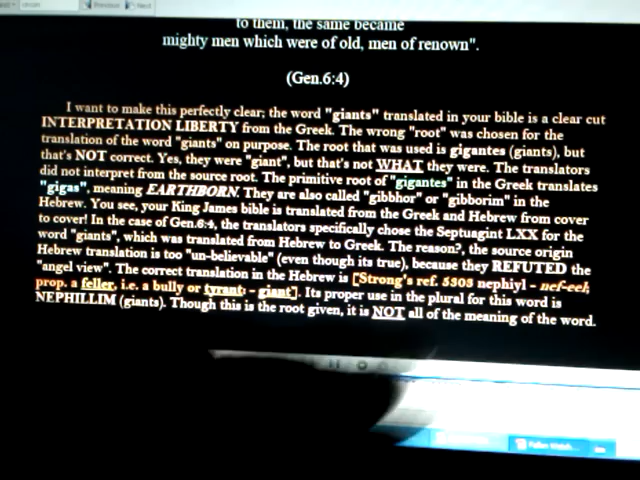 Previous Next
to them, the same became
mighty men which were of old, men of renown".
(Gen.6:4)
I want to make this perfectly clear; the word "giants" translated in your bible is a clear cut
INTERPRETATION LIBERTY from the Greek. The wrong "root" was chosen for the
translation of the word "giants" on purpose. The root that was used is gigantes (giants), but
that's NOT correct. Yes, they were "giant", but that's not WHAT they were. The translators
did not interpret from the source root. The primitive root of "gigantes" in the Greek translates
"gigas", meaning EARTHBORN. They are also called "gibbhor" or "gibborim" in the
Hebrew. You see, your King James bible is translated from the Greek and Hebrew from cover
to cover! In the case of Gen.6:4, the translators specifically chose the Septuagint LXX for the
word "giants", which was translated from Hebrew to Greek. The reason?, the source origin
Hebrew translation is too "un-believable" (even though its true), because they REFUTED the
"angel view". The correct translation in the Hebrew is [Strong's ref. 5303 nephiyl - nef-eel;
prop. a feller, i.e. a bully or tyrant: - giant]. Its proper use in the plural for this word is
NEPHILLIM (giants). Though this is the root given, it is NOT all of the meaning of the word.